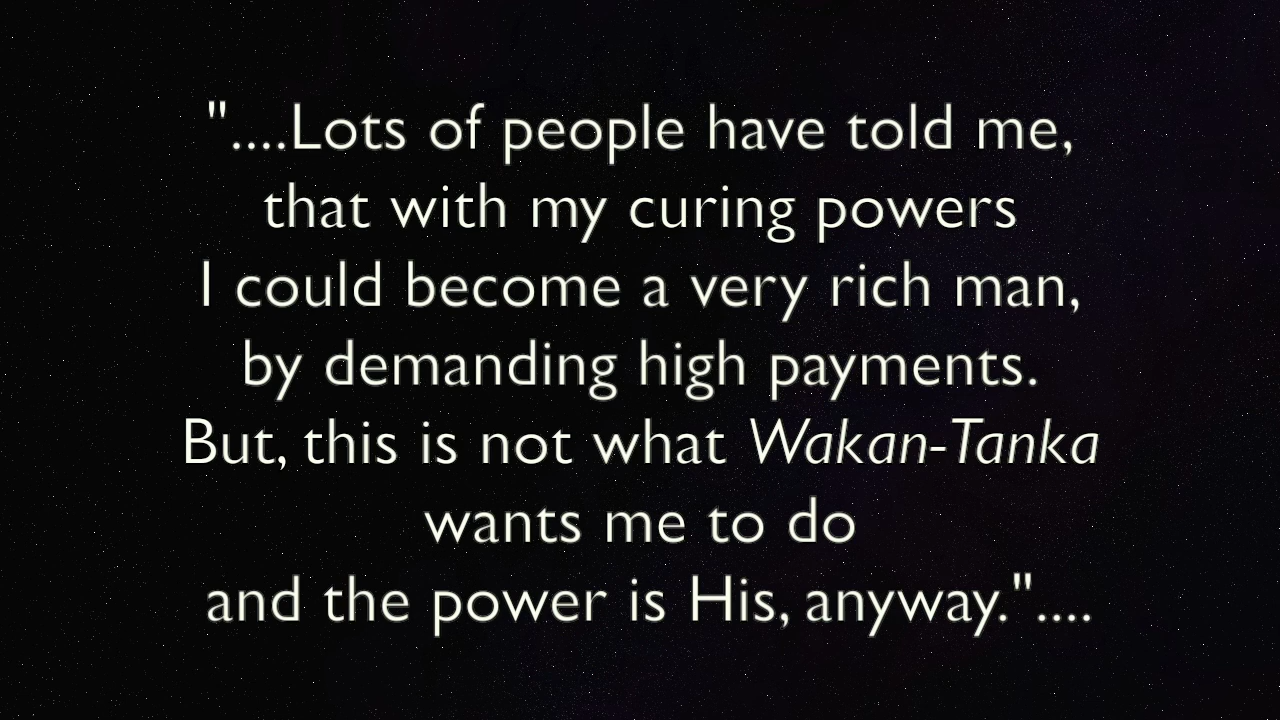 "....Lots of people have told me,
that with my curing powers
I could become a very rich man,
by demanding high payments.
But, this is not what Wakan-Tanka
wants me to do
and the power is His, anyway."....